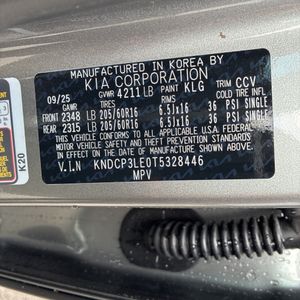 MANUFACTURED IN KOREA BY
KIA CORPORATION
09/25 GVWR 4211 LB PAINT KLG TRIM CCV
GAWR TIRES RIMS COLD
FRONT 2348 LB 205/60R16 6.5Jx16 36 PSI SINGLE
REAR 2315 LB 205/60R16 6.5Jx16 36 PSI SINGLE
THIS VEHICLE CONFORMS TO ALL APPLICABLE U.S.A. FEDERAL
MOTOR VEHICLE SAFETY AND THEFT PREVENTION STANDARDS IN
EFFECT ON THE DATE OF MANUFACTURE SHOWN ABOVE.
V.I.N KNDCP3LE0T5328446
MPV
K20